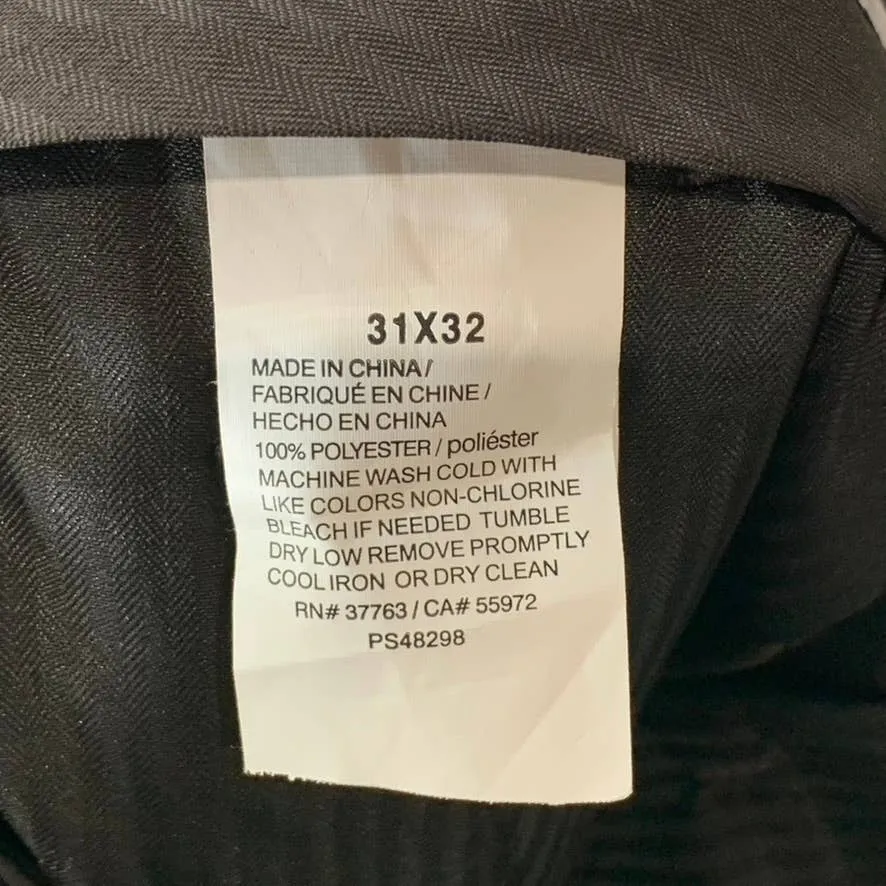 31X32
MADE IN CHINA/
FABRIQUÉ EN CHINE /
HECHO EN CHINA
100% POLYESTER / poliéster
MACHINE WASH COLD WITH
LIKE COLORS NON-CHLORINE
BLEACH IF NEEDED TUMBLE
DRY LOW REMOVE PROMPTLY
COOL IRON OR DRY CLEAN
RN# 37763 / CA# 55972
PS48298